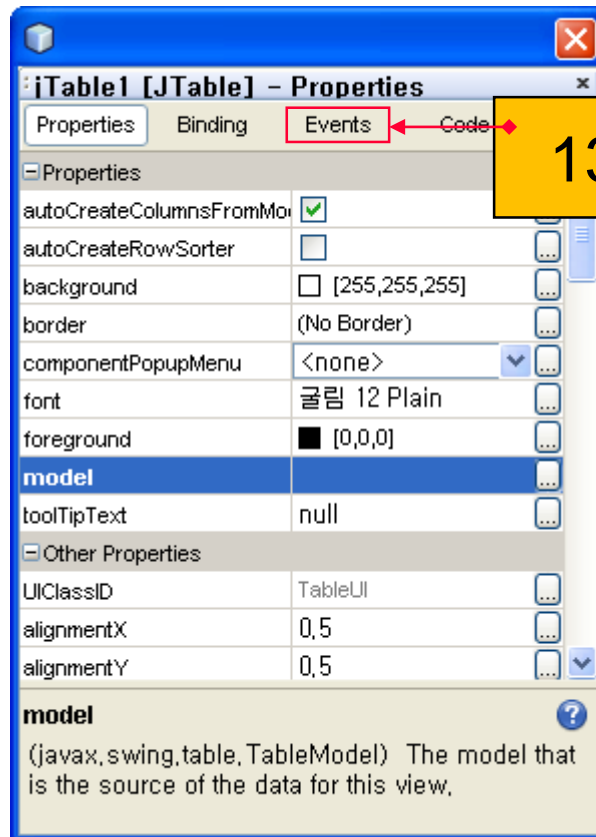 jTable1 [JTable] - Properties
Properties Binding Events Code
13
Properties
autoCreateColumnsFromMo
autoCreateRowSorter
background [255,255,255] ...
border (No Border) ...
componentPopupMenu <none> ...
font 굴림 12 Plain ...
foreground [0,0,0] ...
model ...
toolTipText null ...
Other Properties
UIClassID TableUI ...
alignmentX 0,5 ...
alignmentY 0,5 ...
model
(javax,swing,table,TableModel) The model that
is the source of the data for this view,